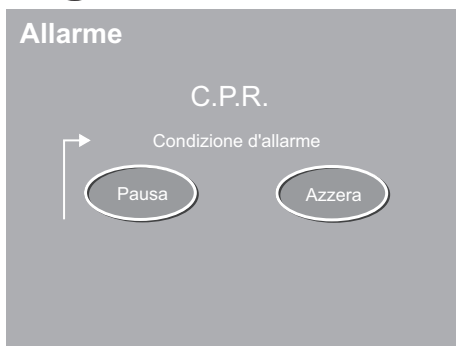 Allarme
C.P.R.
Condizione d'allarme
Pausa
Azzera